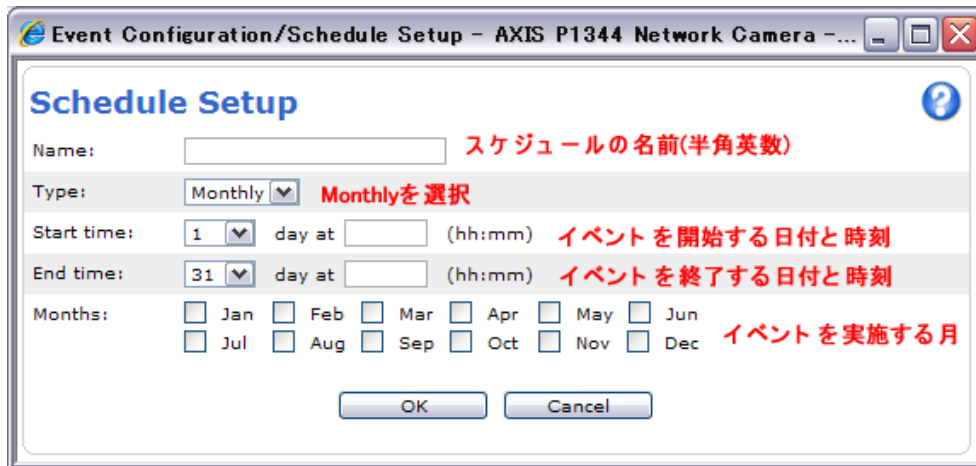 Event Configuration/Schedule Setup - AXIS P1344 Network Camera -...
Schedule Setup
Name: スケジュールの名前(半角英数)
Type: Monthly Monthlyを選択
Start time: 1 day at (hh:mm) イベントを開始する日付と時刻
End time: 31 day at (hh:mm) イベントを終了する日付と時刻
Months: Jan Feb Mar Apr May Jun
Jul Aug Sep Oct Nov Dec イベントを実施する月
OK Cancel